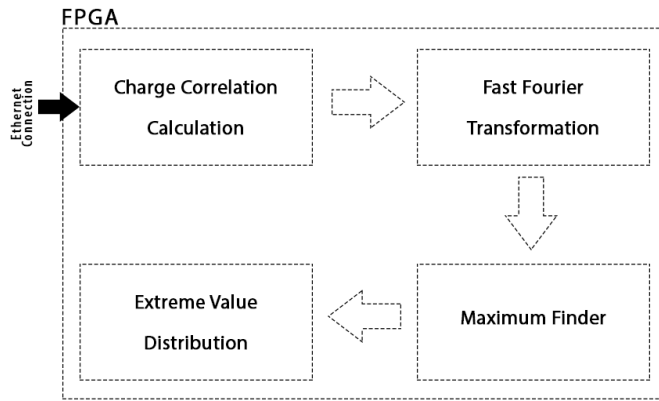 FPGA
Ethernet
Connection
Charge Correlation
Calculation
Fast Fourier
Transformation
Extreme Value
Distribution
Maximum Finder